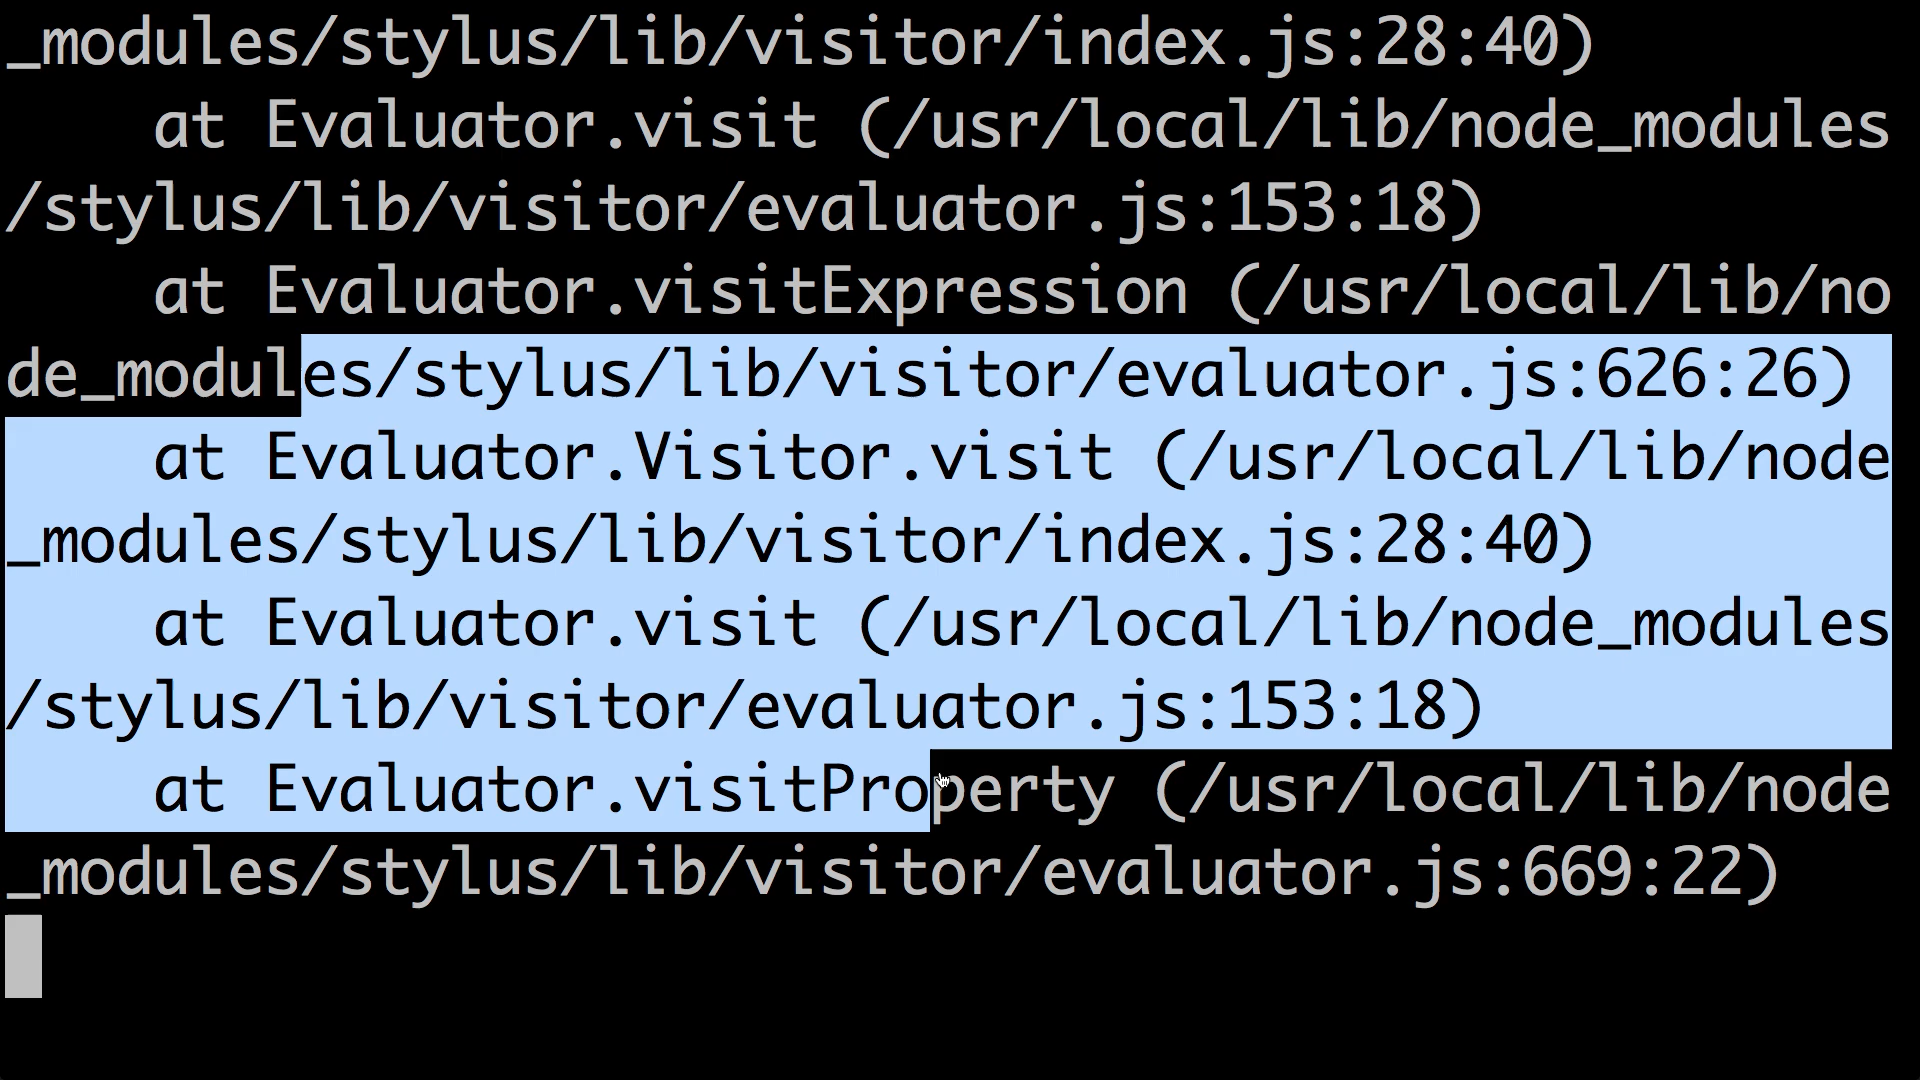 _modules/stylus/lib/visitor/index.js:28:40)
    at Evaluator.visit (/usr/local/lib/node_modules
/stylus/lib/visitor/evaluator.js:153:18)
    at Evaluator.visitExpression (/usr/local/lib/no
de_modules/stylus/lib/visitor/evaluator.js:626:26)
    at Evaluator.Visitor.visit (/usr/local/lib/node
_modules/stylus/lib/visitor/index.js:28:40)
    at Evaluator.visit (/usr/local/lib/node_modules
/stylus/lib/visitor/evaluator.js:153:18)
    at Evaluator.visitProperty (/usr/local/lib/node
_modules/stylus/lib/visitor/evaluator.js:669:22)